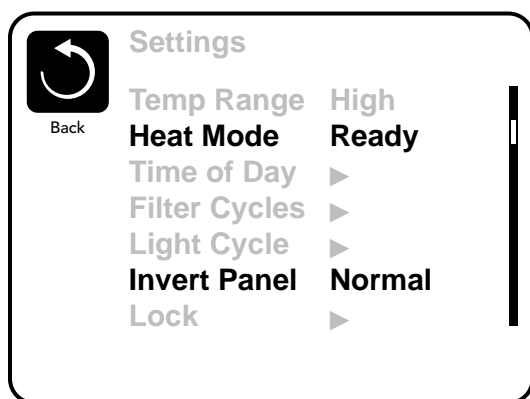 Settings
Back
Temp Range High
Heat Mode Ready
Time of Day ▶
Filter Cycles ▶
Light Cycle ▶
Invert Panel Normal
Lock ▶